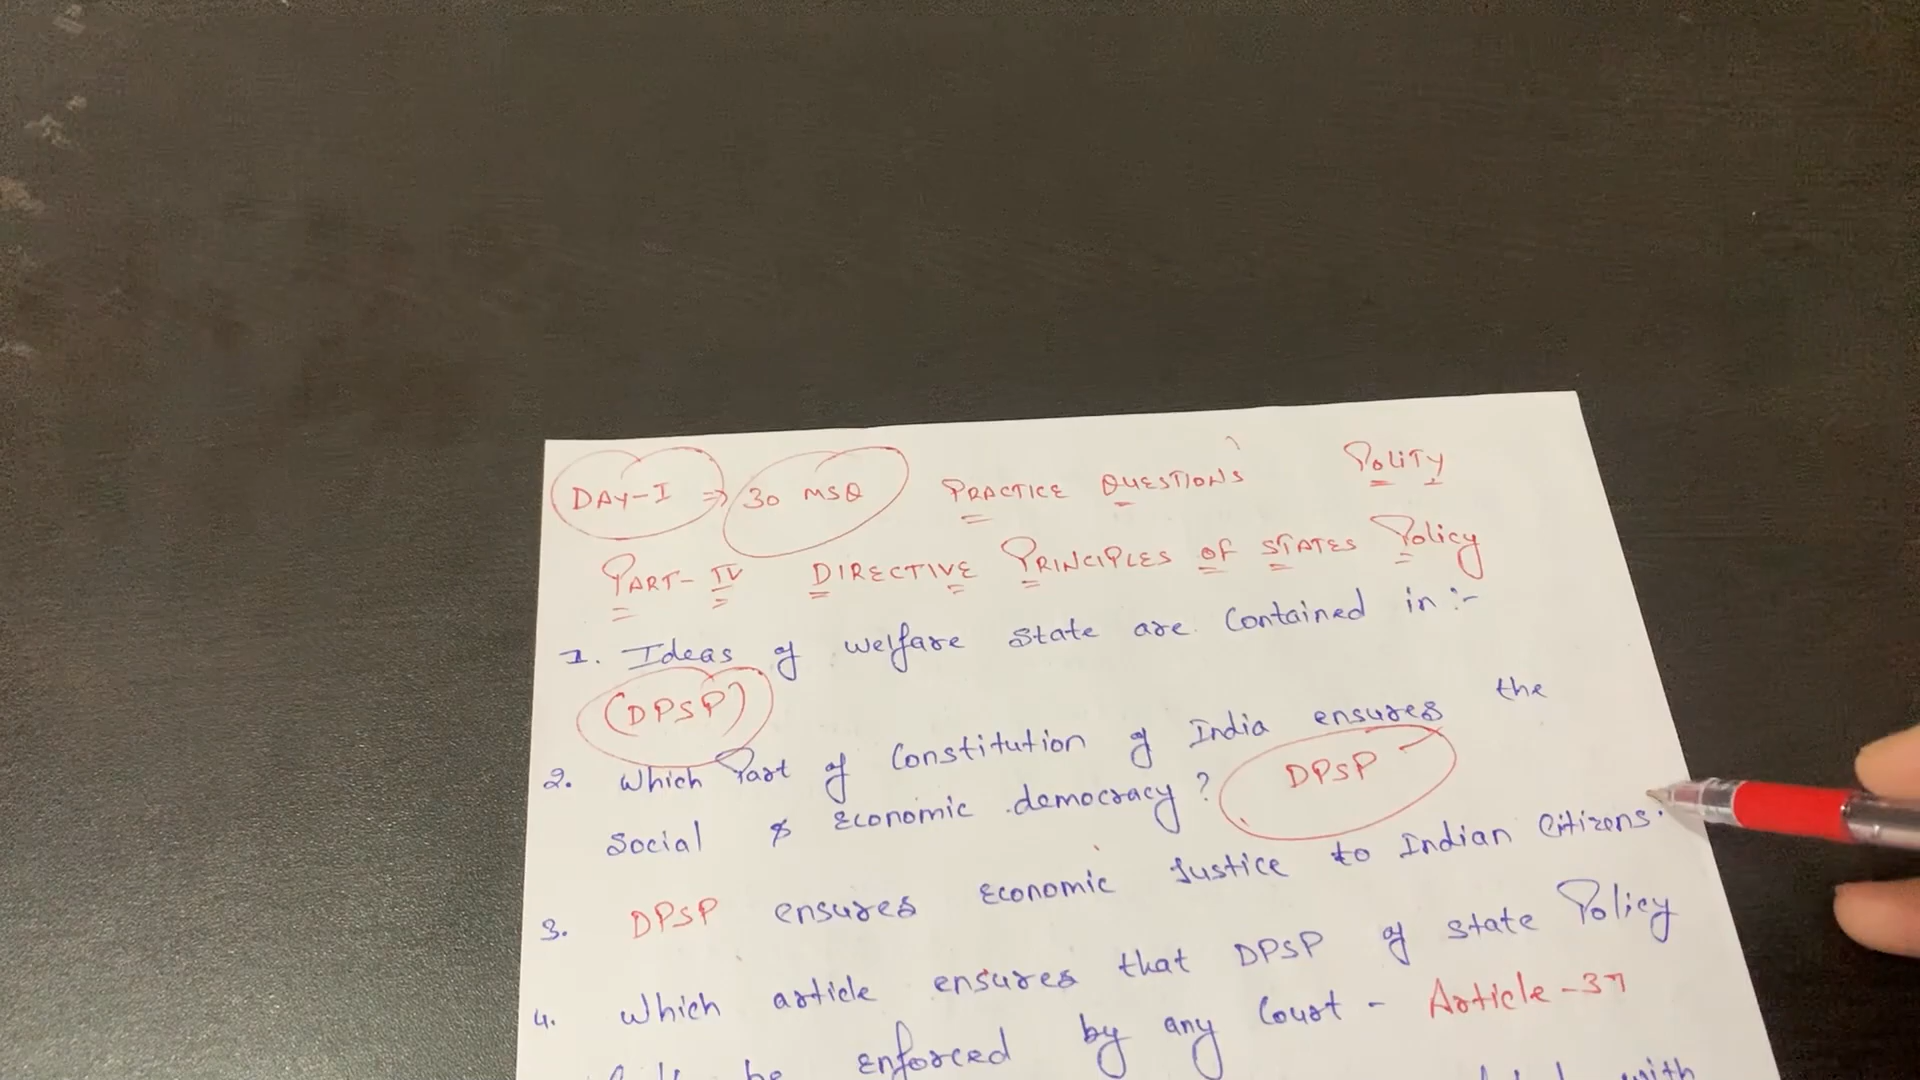 DAY-I ⇒ 30 MSQ PRACTICE QUESTIONS POLITY
PART-IV DIRECTIVE PRINCIPLES OF STATES Policy
1. Ideas of welfare state are contained in :-
(DPSP)
2. Which Part of Constitution of India ensures the
Social & Economic democracy? DPSP
3. DPSP ensures Economic Justice to Indian Citizens.
4. Which article ensures that DPSP of state Policy
be enforced by any Court - Article-37
with